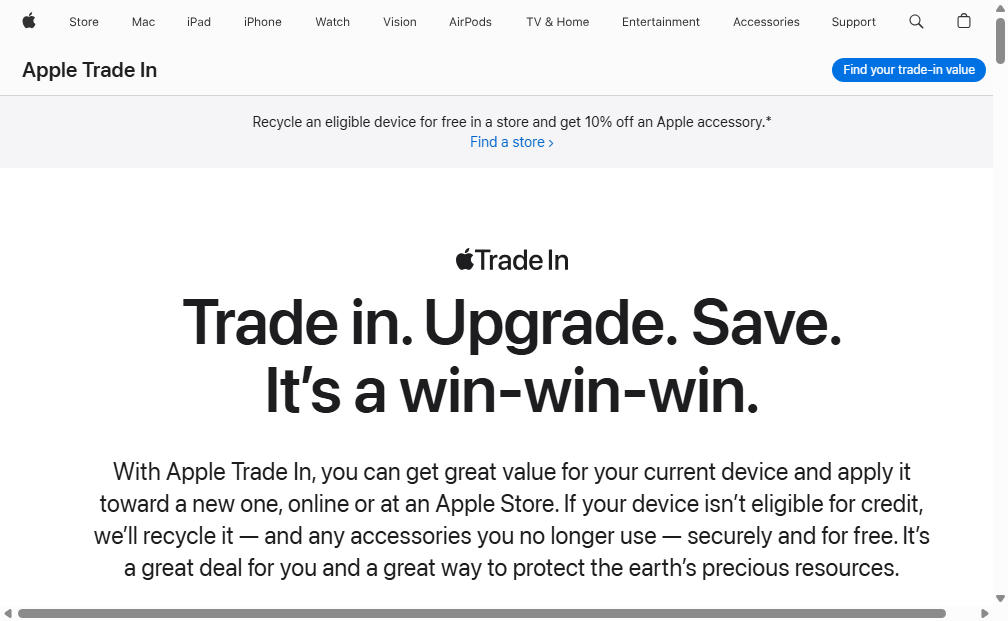 Store Mac iPad iPhone Watch Vision AirPods TV & Home Entertainment Accessories Support
Apple Trade In
Find your trade-in value
Recycle an eligible device for free in a store and get 10% off an Apple accessory.*
Find a store ›
Trade In
Trade in. Upgrade. Save.
It’s a win-win-win.
With Apple Trade In, you can get great value for your current device and apply it
toward a new one, online or at an Apple Store. If your device isn’t eligible for credit,
we’ll recycle it — and any accessories you no longer use — securely and for free. It’s
a great deal for you and a great way to protect the earth’s precious resources.